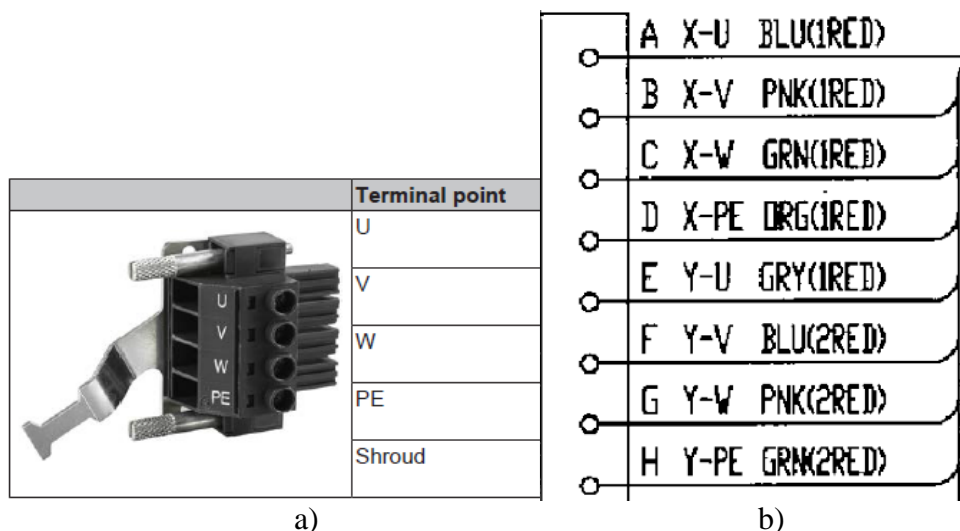 Terminal point
U
V
W
PE
Shroud
U
V
W
PE
a)
A X-U BLU(1RED)
B X-V PNK(1RED)
C X-W GRN(1RED)
D X-PE ORG(1RED)
E Y-U GRY(1RED)
F Y-V BLU(2RED)
G Y-W PNK(2RED)
H Y-PE GRN(2RED)
b)